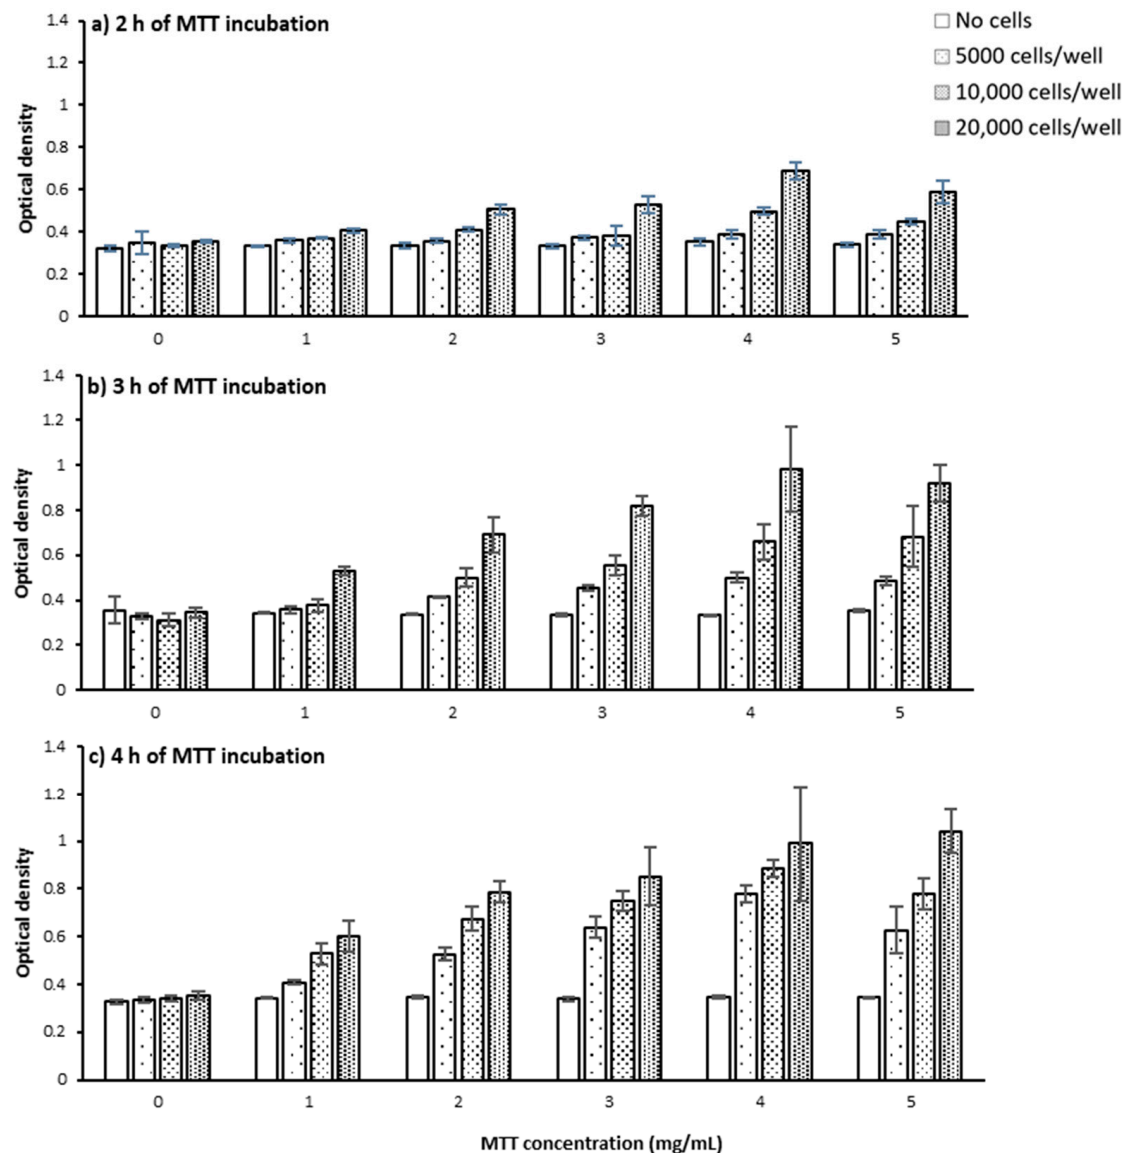 a) 2 h of MTT incubation
No cells
5000 cells/well
10,000 cells/well
20,000 cells/well
Optical density
1.4
1.2
1
0.8
0.6
0.4
0.2
0
0 1 2 3 4 5
b) 3 h of MTT incubation
Optical density
1.4
1.2
1
0.8
0.6
0.4
0.2
0
0 1 2 3 4 5
c) 4 h of MTT incubation
Optical density
1.4
1.2
1
0.8
0.6
0.4
0.2
0
0 1 2 3 4 5
MTT concentration (mg/mL)